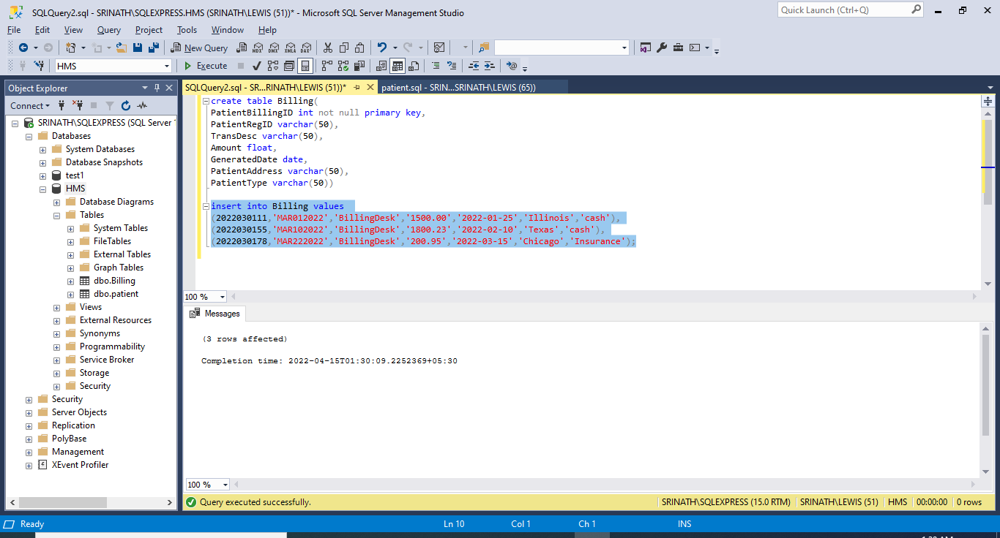 SQLQuery2.sql - SRINATH\SQLEXPRESS.HMS (SRINATH\LEWIS (51))* - Microsoft SQL Server Management Studio
Quick Launch (Ctrl+Q)
File Edit View Query Project Tools Window Help
New Query MDX DMX XMLA DAX
HMS Execute
Object Explorer
Connect
SRINATH\SQLEXPRESS (SQL Server
Databases
System Databases
Database Snapshots
test1
HMS
Database Diagrams
Tables
System Tables
FileTables
External Tables
Graph Tables
dbo.Billing
dbo.patient
Views
External Resources
Synonyms
Programmability
Service Broker
Storage
Security
Security
Server Objects
Replication
PolyBase
Management
XEvent Profiler
SQLQuery2.sql - SR...RINATH\LEWIS (51))* patient.sql - SRIN...SRINATH\LEWIS (65))
create table Billing(
PatientBillingID int not null primary key,
PatientRegID varchar(50),
TransDesc varchar(50),
Amount float,
GeneratedDate date,
PatientAddress varchar(50),
PatientType varchar(50))
insert into Billing values
(2022030111,'MAR012022','BillingDesk','1500.00','2022-01-25','Illinois','cash'),
(2022030155,'MAR102022','BillingDesk','1800.23','2022-02-10','Texas','cash'),
(2022030178,'MAR222022','BillingDesk','200.95','2022-03-15','Chicago','Insurance');
100 %
Messages
(3 rows affected)
Completion time: 2022-04-15T01:30:09.2252369+05:30
100 %
Query executed successfully. SRINATH\SQLEXPRESS (15.0 RTM) SRINATH\LEWIS (51) HMS 00:00:00 0 rows
Ready Ln 10 Col 1 Ch 1 INS